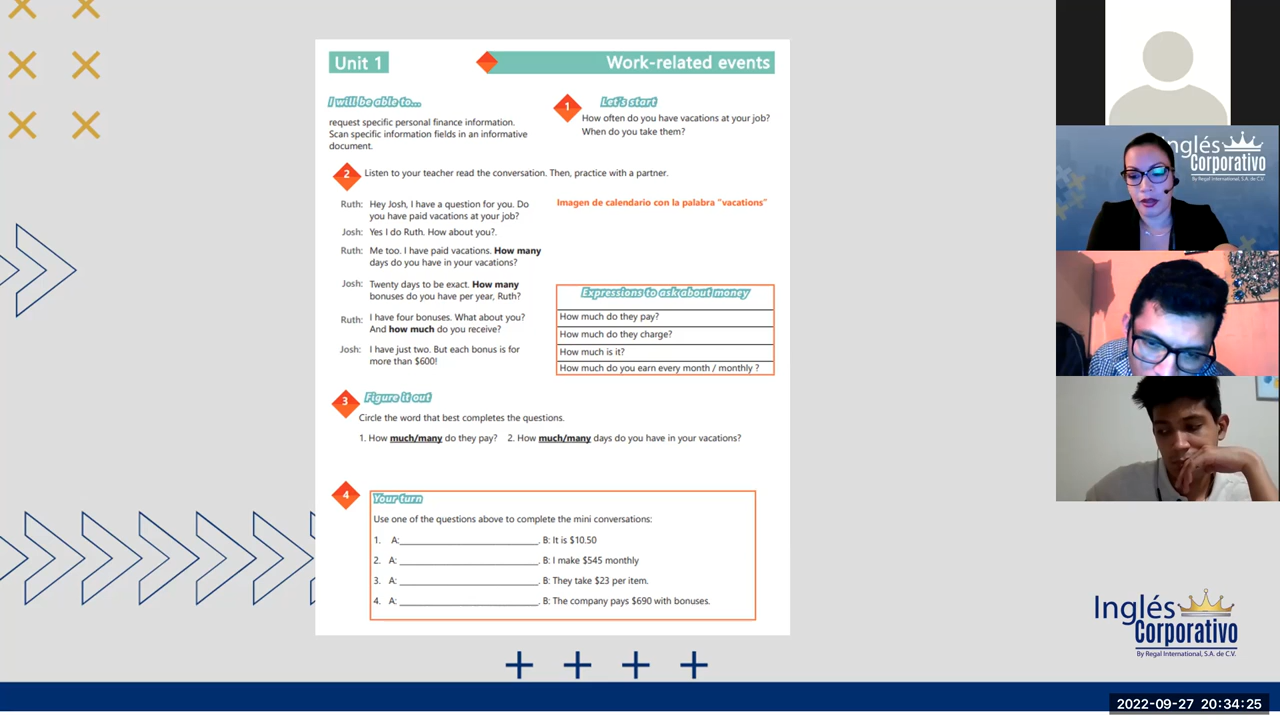 Unit 1
Work-related events
I will be able to...
request specific personal finance information.
Scan specific information fields in an informative
document.
1
Let's start
How often do you have vacations at your job?
When do you take them?
2
Listen to your teacher read the conversation. Then, practice with a partner.
Ruth: Hey Josh, I have a question for you. Do
you have paid vacations at your job?
Josh: Yes I do Ruth. How about you?.
Ruth: Me too. I have paid vacations. How many
days do you have in your vacations?
Josh: Twenty days to be exact. How many
bonuses do you have per year, Ruth?
Ruth: I have four bonuses. What about you?
And how much do you receive?
Josh: I have just two. But each bonus is for
more than $600!
Imagen de calendario con la palabra "vacations"
Expressions to ask about money
How much do they pay?
How much do they charge?
How much is it?
How much do you earn every month / monthly ?
3
Figure it out
Circle the word that best completes the questions.
1. How much/many do they pay? 2. How much/many days do you have in your vacations?
4
Your turn
Use one of the questions above to complete the mini conversations:
1. A:____________________________. B: It is $10.50
2. A: ____________________________. B: I make $545 monthly
3. A: ____________________________. B: They take $23 per item.
4. A: ____________________________. B: The company pays $690 with bonuses.
Inglés
Corporativo
By Regal International, S.A. de C.V.
Inglés
Corporativo
By Regal International, S.A. de C.V.
2022-09-27 20:34:25